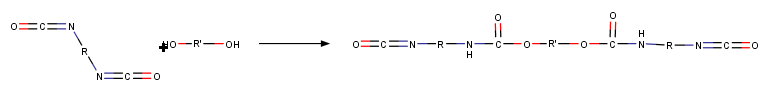 O O
O C N
H
+ HO R' OH O C N R N O R' O N R N C O
R H
N C O